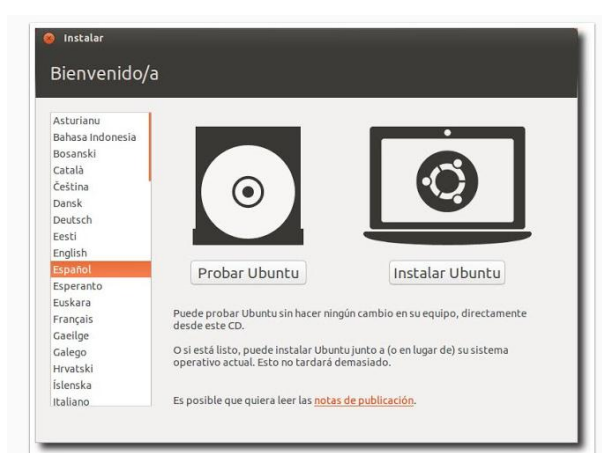 Instalar
Bienvenido/a
Asturianu
Bahasa Indonesia
Bosanski
Català
Čeština
Dansk
Deutsch
Eesti
English
Español
Esperanto
Euskara
Français
Gaeilge
Galego
Hrvatski
Íslenska
Italiano
Probar Ubuntu
Instalar Ubuntu
Puede probar Ubuntu sin hacer ningún cambio en su equipo, directamente
desde este CD.
O si está listo, puede instalar Ubuntu junto a (o en lugar de) su sistema
operativo actual. Esto no tardará demasiado.
Es posible que quiera leer las notas de publicación.